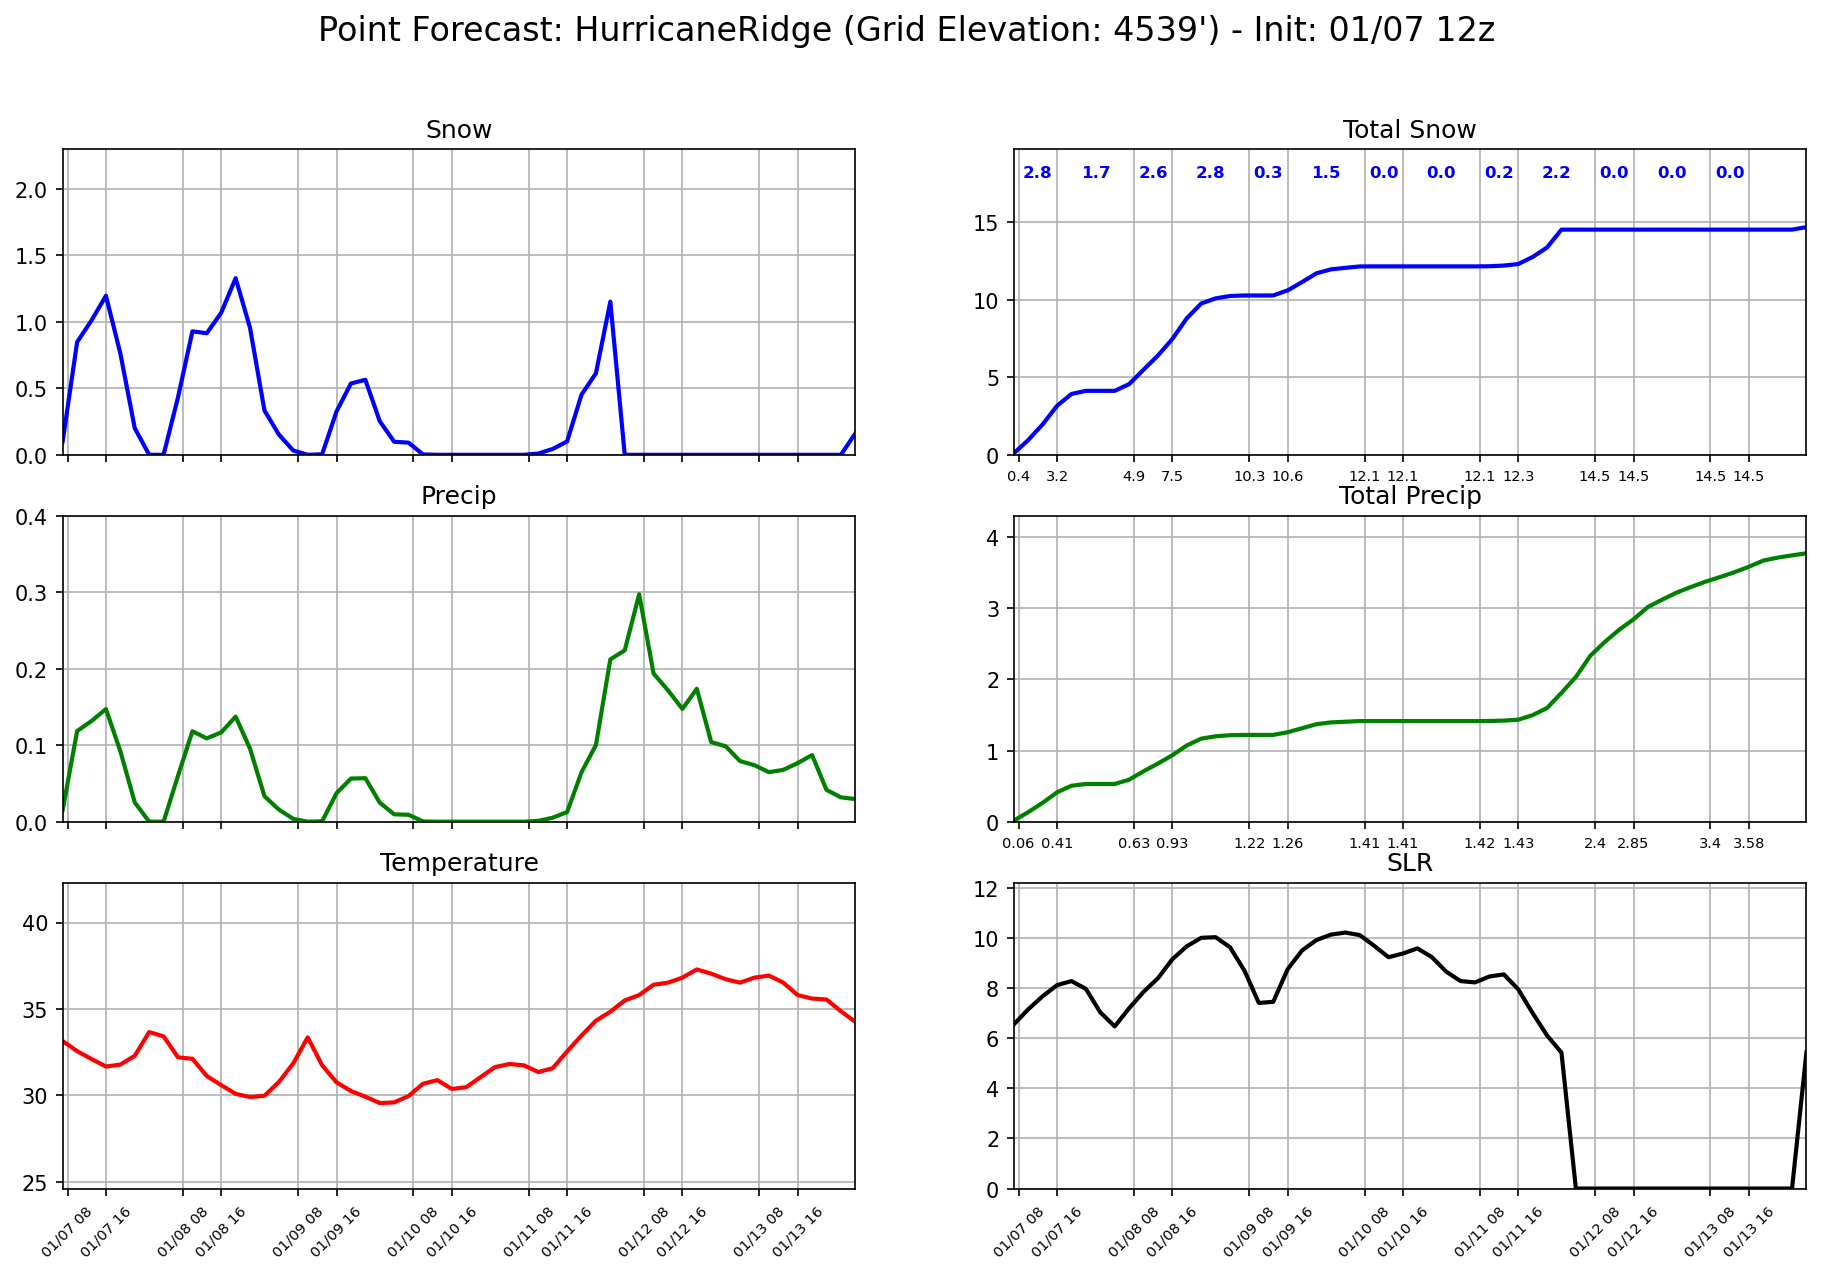 Point Forecast: HurricaneRidge (Grid Elevation: 4539') - Init: 01/07 12z
Snow
2.0
1.5
1.0
0.5
0.0
Total Snow
2.8 1.7 2.6 2.8 0.3 1.5 0.0 0.0 0.2 2.2 0.0 0.0 0.0
15
10
5
0
0.4 3.2 4.9 7.5 10.3 10.6 12.1 12.1 12.1 12.3 14.5 14.5 14.5 14.5
Precip
0.4
0.3
0.2
0.1
0.0
Total Precip
4
3
2
1
0
0.06 0.41 0.63 0.93 1.22 1.26 1.41 1.41 1.42 1.43 2.4 2.85 3.4 3.58
Temperature
40
35
30
25
01/07 08 01/07 16 01/08 08 01/08 16 01/09 08 01/09 16 01/10 08 01/10 16 01/11 08 01/11 16 01/12 08 01/12 16 01/13 08 01/13 16
SLR
12
10
8
6
4
2
0
01/07 08 01/07 16 01/08 08 01/08 16 01/09 08 01/09 16 01/10 08 01/10 16 01/11 08 01/11 16 01/12 08 01/12 16 01/13 08 01/13 16